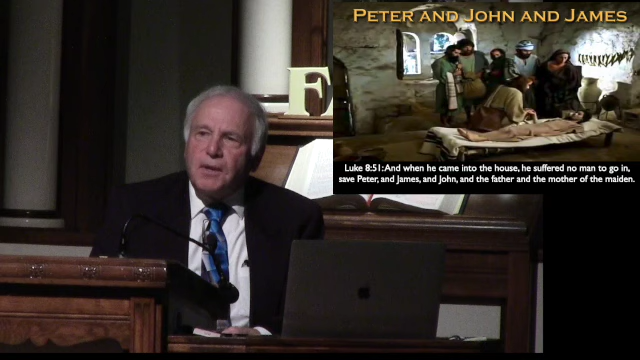 PETER AND JOHN AND JAMES
Luke 8:51: And when he came into the house, he suffered no man to go in,
save Peter, and James, and John, and the father and the mother of the maiden.
F